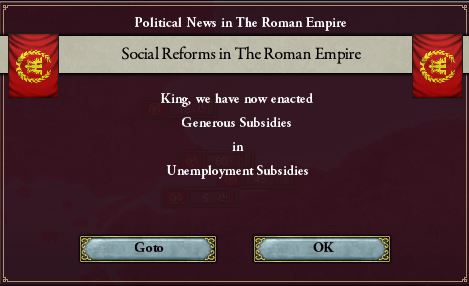 Political News in The Roman Empire
Social Reforms in The Roman Empire
King, we have now enacted
Generous Subsidies
in
Unemployment Subsidies
Goto
OK